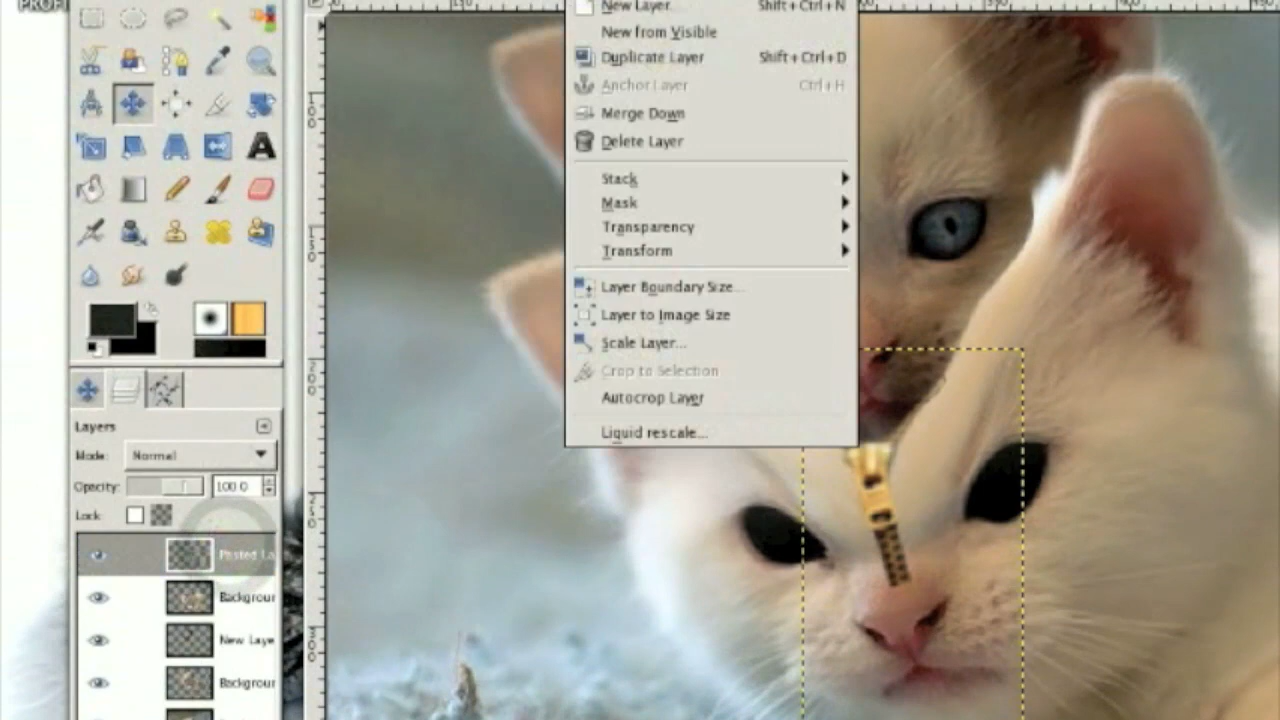 New Layer... Shift+Ctrl+N
New from Visible
Duplicate Layer Shift+Ctrl+D
Anchor Layer Ctrl+H
Merge Down
Delete Layer
Stack
Mask
Transparency
Transform
Layer Boundary Size...
Layer to Image Size
Scale Layer...
Crop to Selection
Autocrop Layer
Liquid rescale...
Layers
Mode: Normal
Opacity: 100.0
Lock:
Pasted La
Backgrour
New Laye
Backgrour